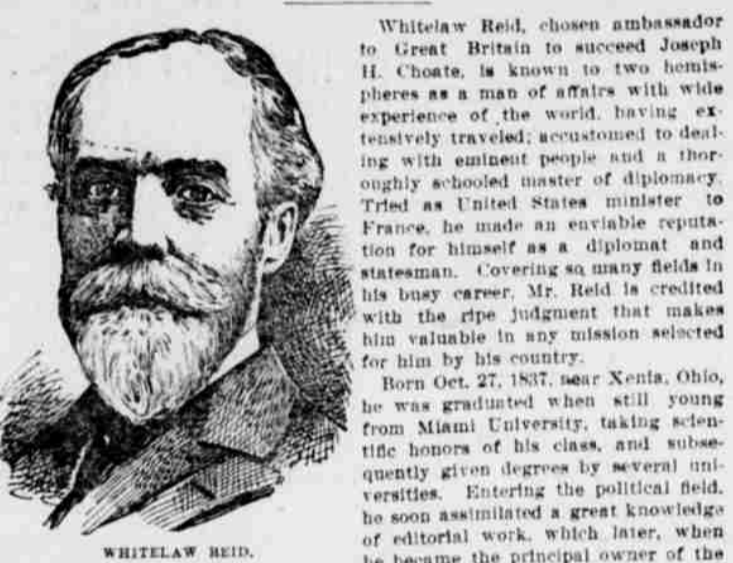 Whitelaw Reid, chosen ambassador
to Great Britain to succeed Joseph
H. Choate, is known to two hemis-
pheres as a man of affairs with wide
experience of the world, having ex-
tensively traveled; accustomed to deal-
ing with eminent people and a thor-
oughly schooled master of diplomacy.
Tried as United States minister to
France, he made an enviable reputa-
tion for himself as a diplomat and
statesman. Covering so many fields in
his busy career, Mr. Reid is credited
with the ripe judgment that makes
him valuable in any mission selected
for him by his country.
Born Oct. 27, 1837, near Xenia, Ohio,
he was graduated when still young
from Miami University, taking scien-
tific honors of his class, and subse-
quently given degrees by several uni-
versities. Entering the political field,
he soon assimilated a great knowledge
of editorial work, which later, when
he became the principal owner of the
WHITELAW REID.